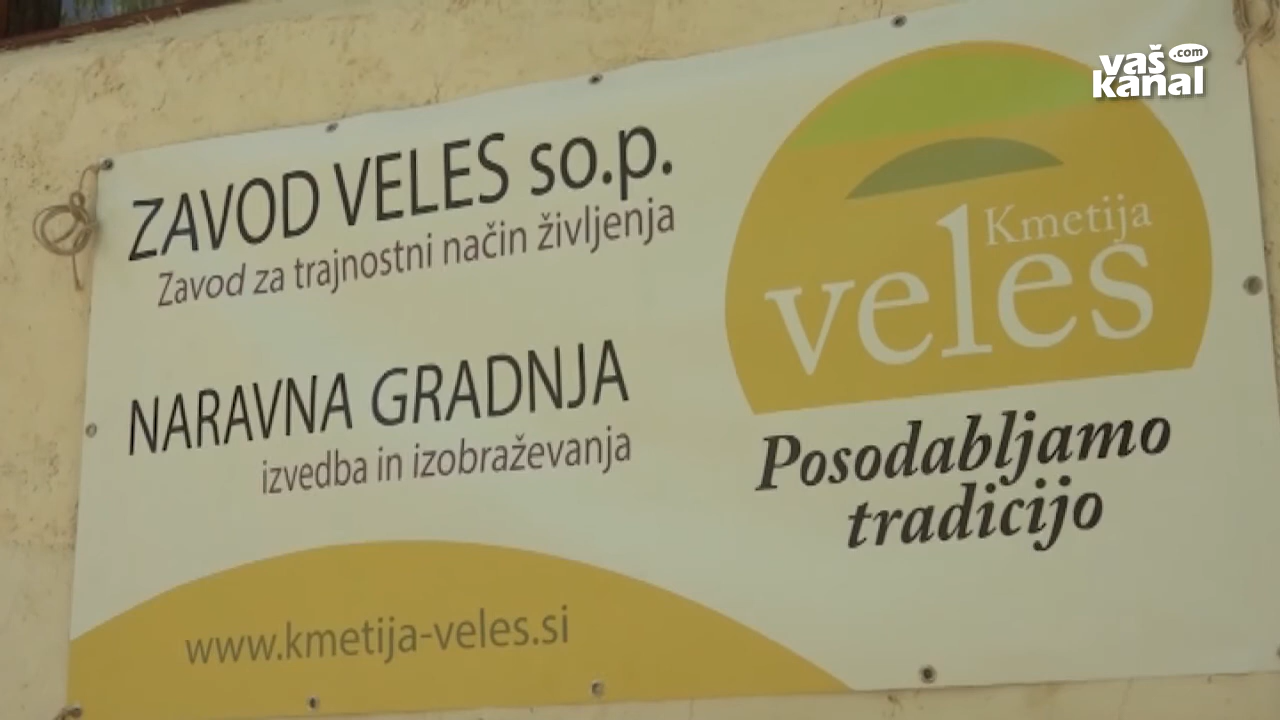 vaš .com
kanal
ZAVOD VELES so.p.
Zavod za trajnostni način življenja
NARAVNA GRADNJA
izvedba in izobraževanja
www.kmetija-veles.si
Kmetija
veles
Posodabljamo
tradicijo